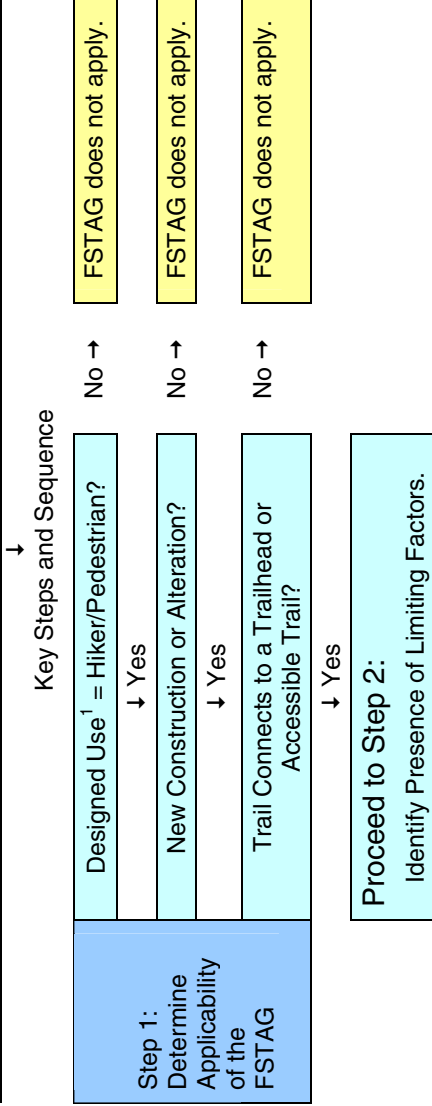 ↓
Key Steps and Sequence
Step 1:
Determine
Applicability
of the
FSTAG
Designed Use¹ = Hiker/Pedestrian?
No →
FSTAG does not apply.
↓ Yes
New Construction or Alteration?
No →
FSTAG does not apply.
↓ Yes
Trail Connects to a Trailhead or
Accessible Trail?
No →
FSTAG does not apply.
↓ Yes
Proceed to Step 2:
Identify Presence of Limiting Factors.